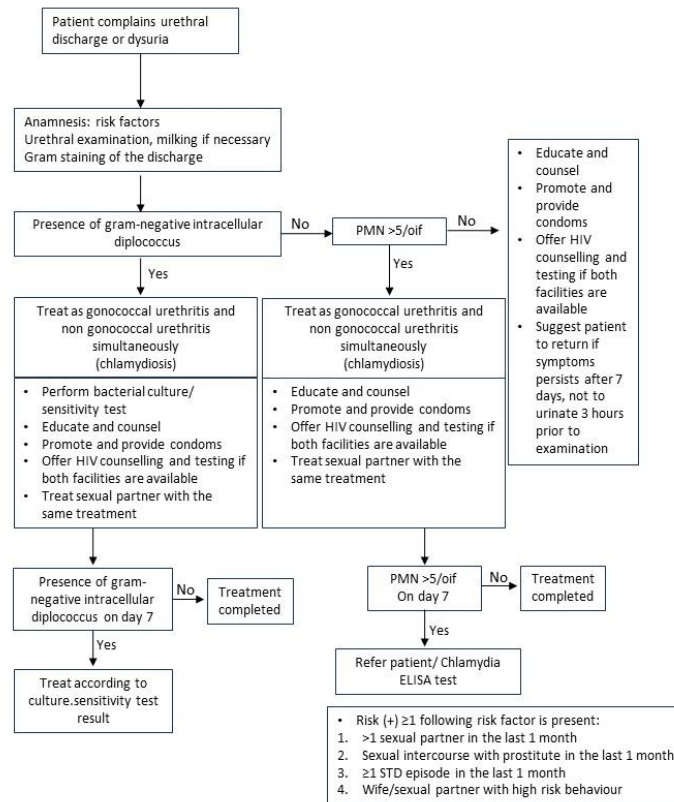 Patient complains urethral
discharge or dysuria
Anamnesis: risk factors
Urethral examination, milking if necessary
Gram staining of the discharge
Presence of gram-negative intracellular
diplococcus
No
PMN >5/oif
No
• Educate and
counsel
• Promote and
provide
condoms
• Offer HIV
counselling and
testing if both
facilities are
available
• Suggest patient
to return if
symptoms
persists after 7
days, not to
urinate 3 hours
prior to
examination
Yes
Yes
Treat as gonococcal urethritis and
non gonococcal urethritis
simultaneously
(chlamydiosis)
• Perform bacterial culture/
sensitivity test
• Educate and counsel
• Promote and provide condoms
• Offer HIV counselling and testing if
both facilities are available
• Treat sexual partner with the
same treatment
Treat as gonococcal urethritis and
non gonococcal urethritis
simultaneously
(chlamydiosis)
• Educate and counsel
• Promote and provide condoms
• Offer HIV counselling and testing if
both facilities are available
• Treat sexual partner with the
same treatment
Presence of gram-
negative intracellular
diplococcus on day 7
No
Treatment
completed
PMN >5/oif
On day 7
No
Treatment
completed
Yes
Yes
Treat according to
culture.sensitivity test
result
Refer patient/ Chlamydia
ELISA test
• Risk (+) ≥1 following risk factor is present:
1. >1 sexual partner in the last 1 month
2. Sexual intercourse with prostitute in the last 1 month
3. ≥1 STD episode in the last 1 month
4. Wife/sexual partner with high risk behaviour